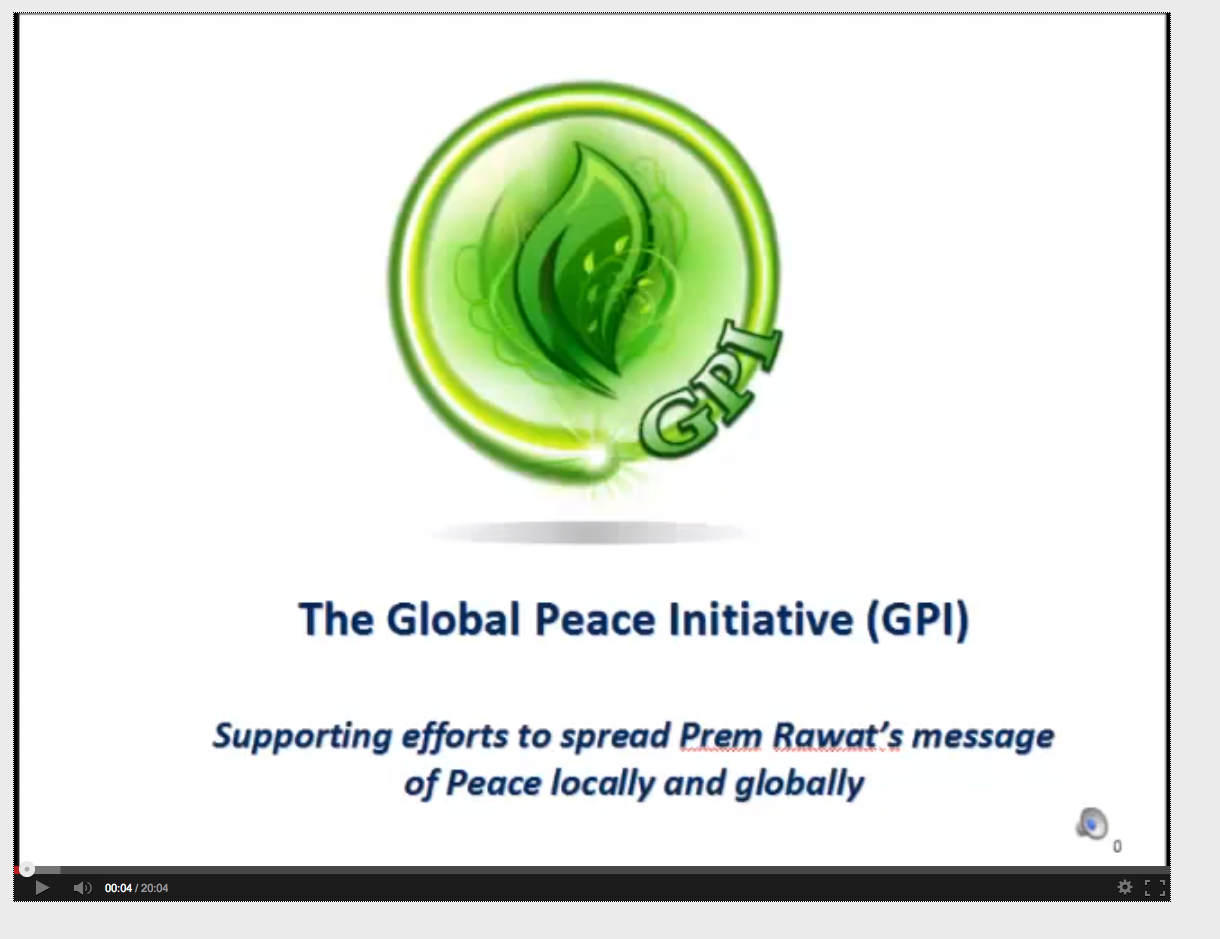 GPI
The Global Peace Initiative (GPI)
Supporting efforts to spread Prem Rawat's message
of Peace locally and globally
0
00:04 / 20:04